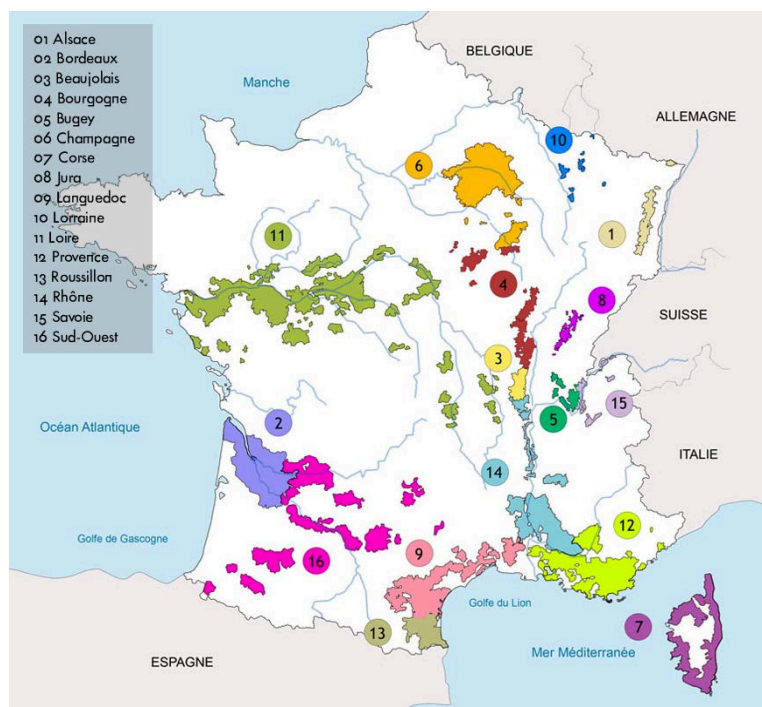 01 Alsace
02 Bordeaux
03 Beaujolais
04 Bourgogne
05 Bugey
06 Champagne
07 Corse
08 Jura
09 Languedoc
10 Lorraine
11 Loire
12 Provence
13 Roussillon
14 Rhône
15 Savoie
16 Sud-Ouest
BELGIQUE
Manche
ALLEMAGNE
10
6
11
1
4
8
SUISSE
3
15
2
5
Océan Atlantique
ITALIE
14
12
Golfe de Gascogne
9
16
Golfe du Lion
7
13
Mer Méditerranée
ESPAGNE